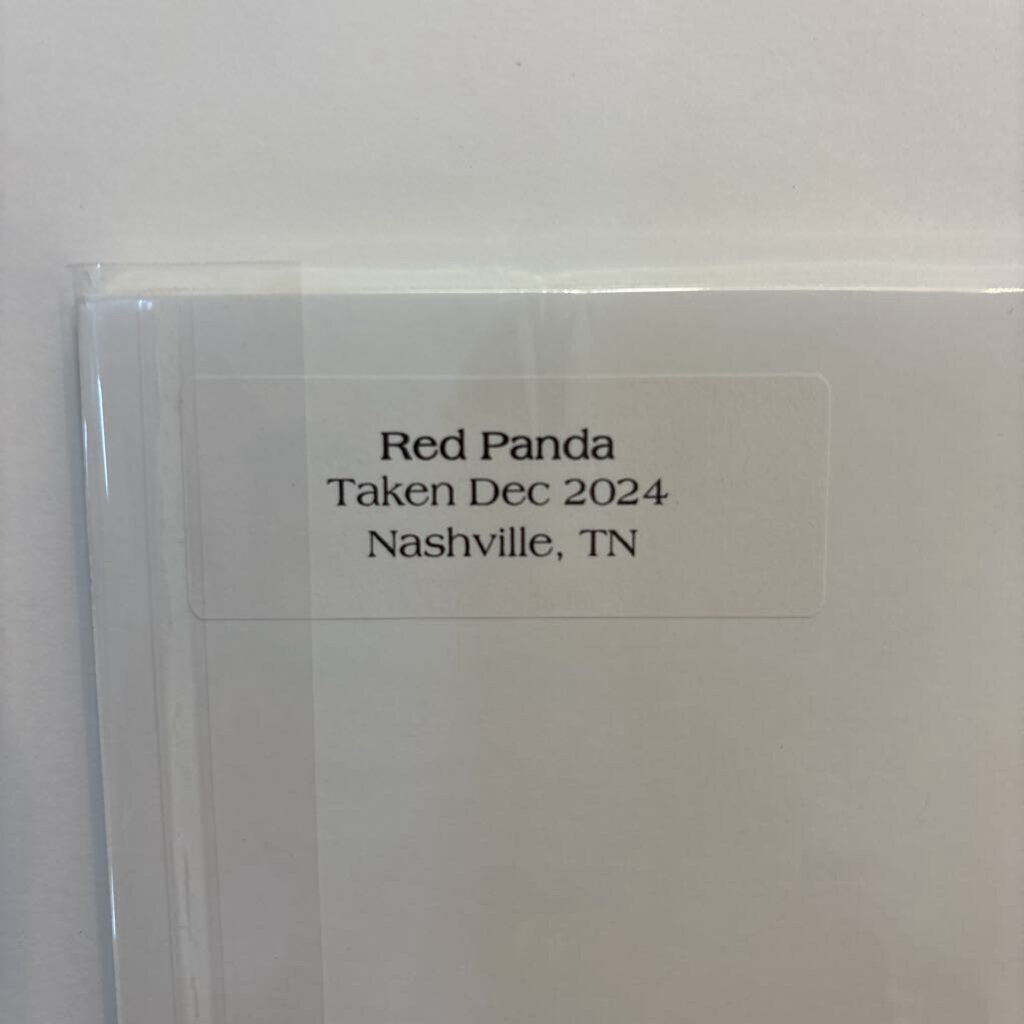 Red Panda
Taken Dec 2024
Nashville, TN